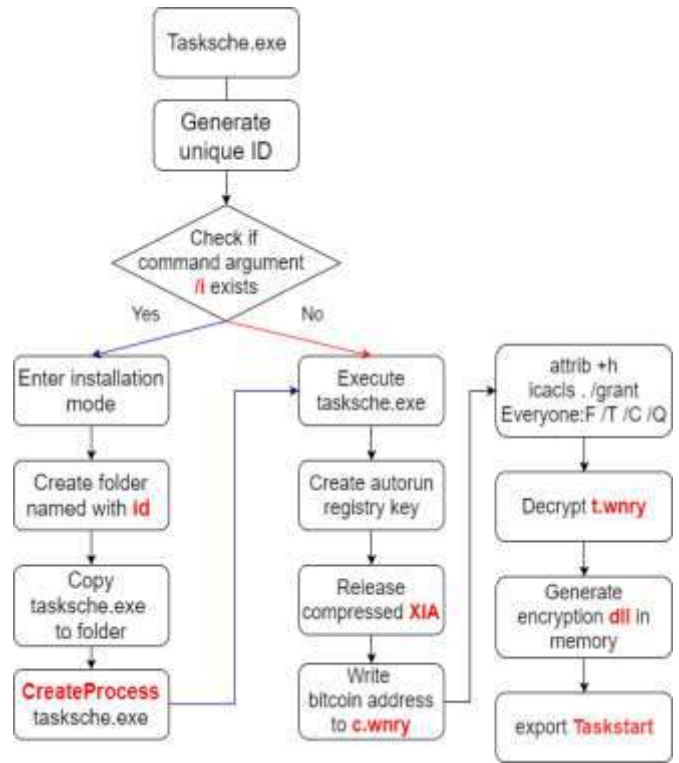 Tasksche.exe
Generate
unique ID
Check if
command argument
/i exists
Yes
No
Enter installation
mode
Create folder
named with id
Copy
tasksche.exe
to folder
CreateProcess
tasksche.exe
Execute
tasksche.exe
Create autorun
registry key
Release
compressed XIA
Write
bitcoin address
to c.wnry
attrib +h
icacls . /grant
Everyone:F /T /C /Q
Decrypt t.wnry
Generate
encryption dll in
memory
export Taskstart